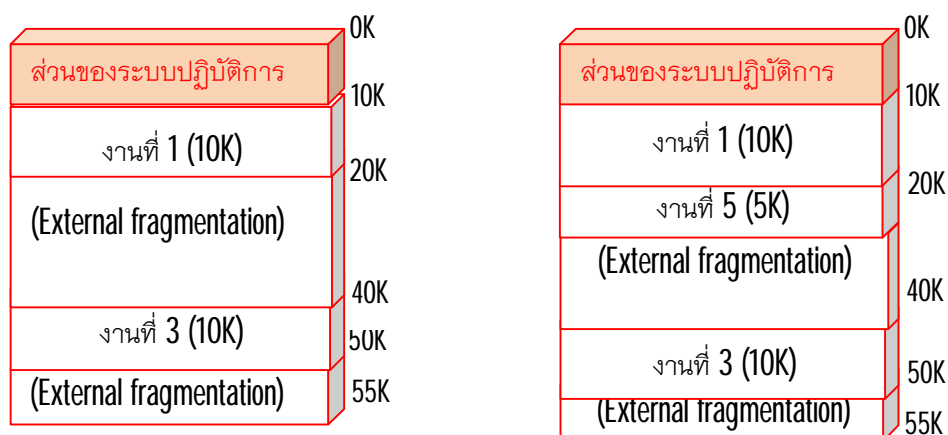 0K
ส่วนของระบบปฏิบัติการ
10K
งานที่ 1 (10K)
20K
(External fragmentation)
40K
งานที่ 3 (10K)
50K
(External fragmentation)
55K
0K
ส่วนของระบบปฏิบัติการ
10K
งานที่ 1 (10K)
20K
งานที่ 5 (5K)
(External fragmentation)
40K
งานที่ 3 (10K)
50K
(External fragmentation)
55K